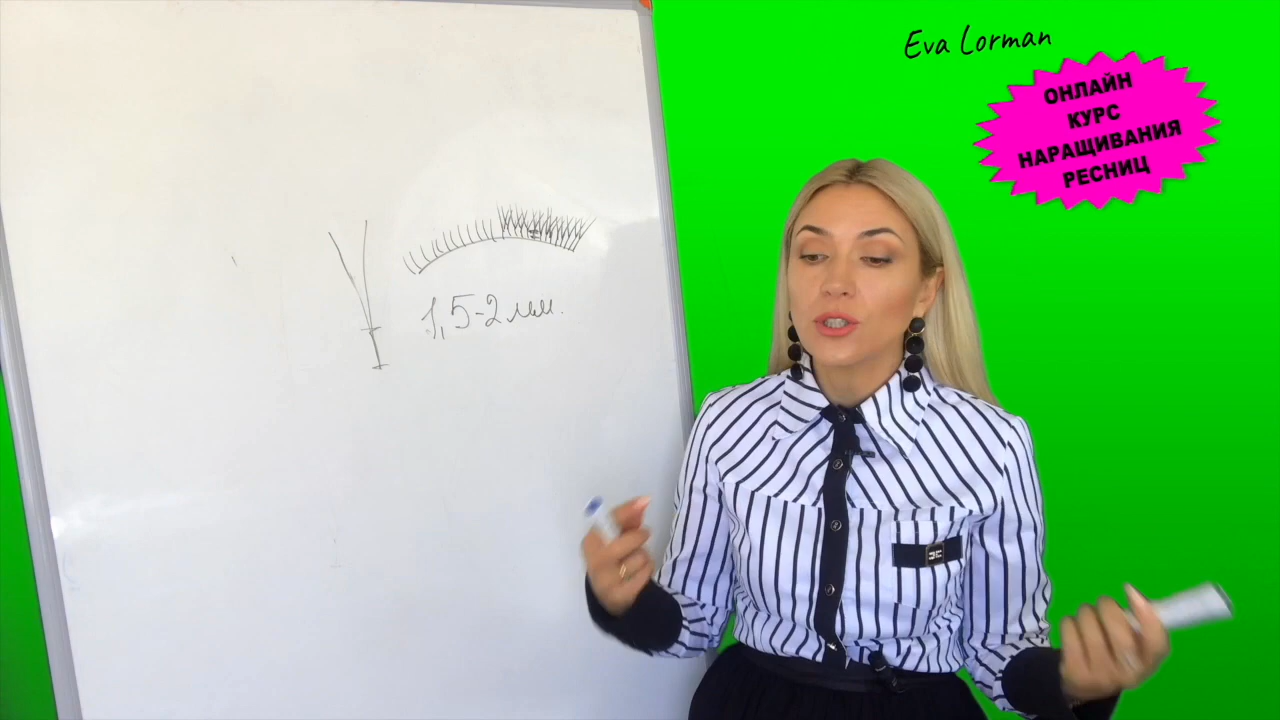 Eva Lorman
ОНЛАЙН
КУРС
НАРАЩИВАНИЯ
РЕСНИЦ
1,5-2 мм.